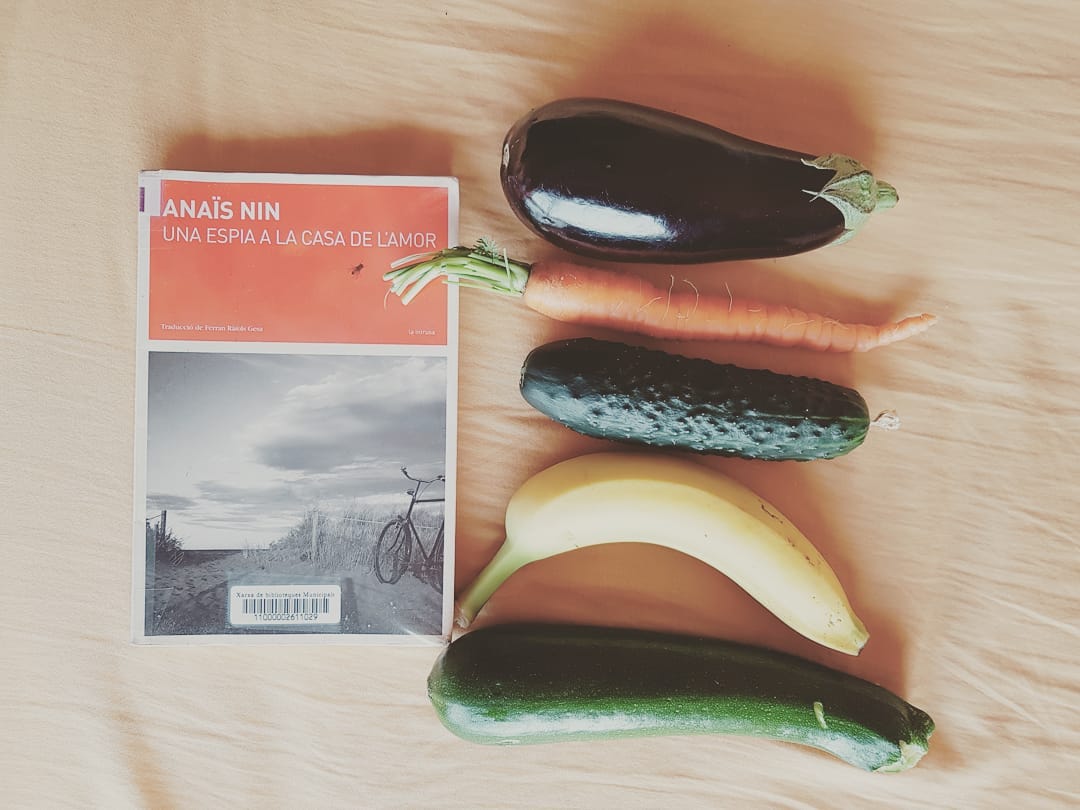 ANAÏS NIN
UNA ESPIA A LA CASA DE L'AMOR
Traducció de Ferran Ràfols Gesa
la intrusa
Xarxa de biblioteques Municipals
11000002611029